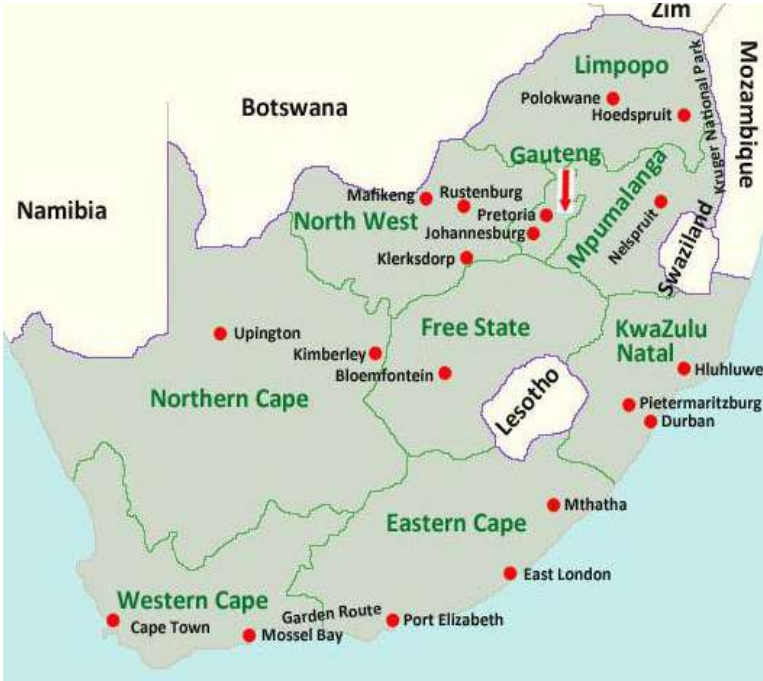 Zim
Mozambique
Limpopo
Kruger National Park
Polokwane
Hoedspruit
Botswana
Gauteng
Mpumalanga
Mafikeng
Rustenburg
Namibia
North West
Pretoria
Johannesburg
Nelspruit
Swaziland
Klerksdorp
Upington
Free State
KwaZulu
Natal
Kimberley
Bloemfontein
Hluhluwe
Northern Cape
Lesotho
Pietermaritzburg
Durban
Mthatha
Eastern Cape
East London
Western Cape
Garden Route
Cape Town
Mossel Bay
Port Elizabeth